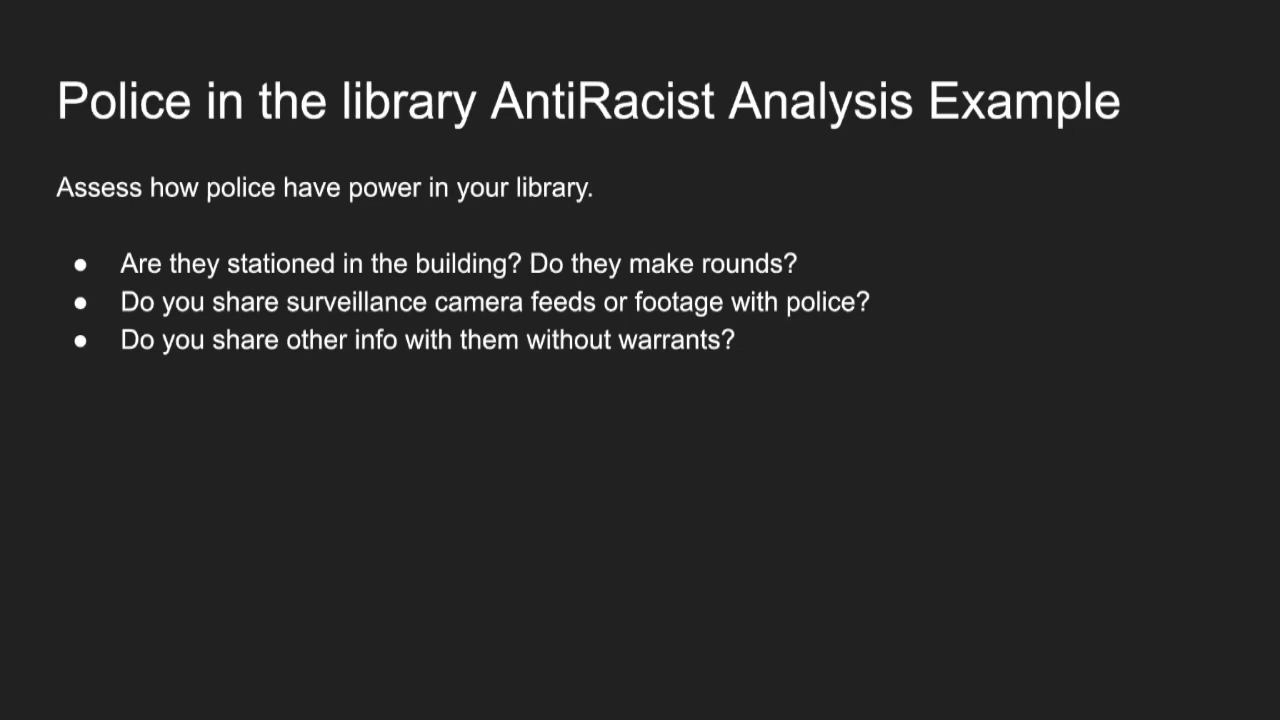 Police in the library AntiRacist Analysis Example
Assess how police have power in your library.
● Are they stationed in the building? Do they make rounds?
● Do you share surveillance camera feeds or footage with police?
● Do you share other info with them without warrants?